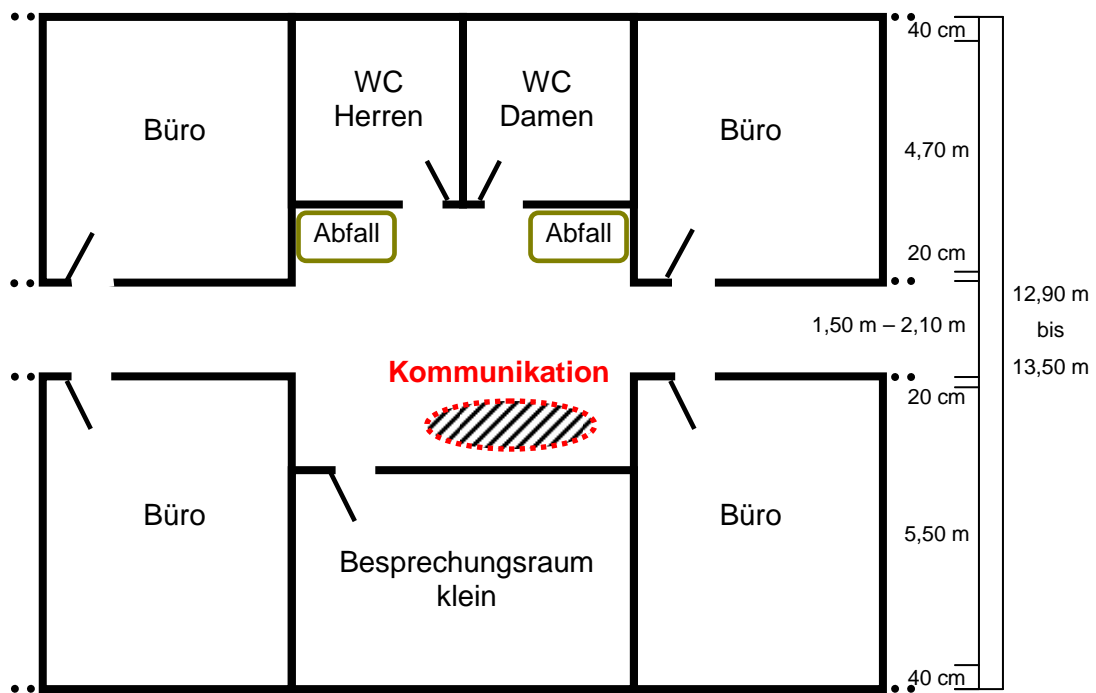 40 cm
WC
Herren
WC
Damen
Büro
Büro
4,70 m
Abfall
Abfall
20 cm
12,90 m
bis
13,50 m
1,50 m – 2,10 m
Kommunikation
20 cm
Büro
Büro
5,50 m
Besprechungsraum
klein
40 cm